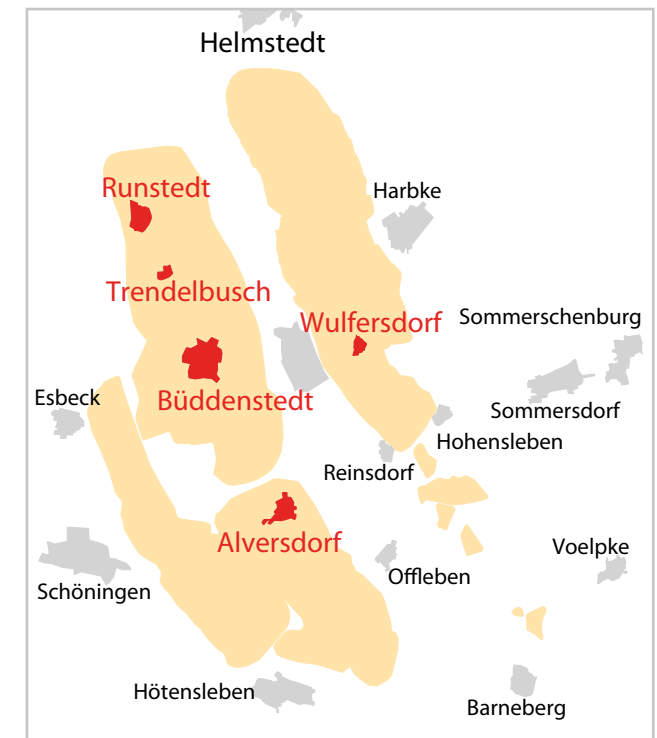 Helmstedt
Runstedt
Harbke
Trendelbusch
Wulfersdorf
Sommerschenburg
Esbeck
Büddenstedt
Sommersdorf
Hohensleben
Reinsdorf
Alversdorf
Voelpke
Offleben
Schöningen
Hötensleben
Barneberg